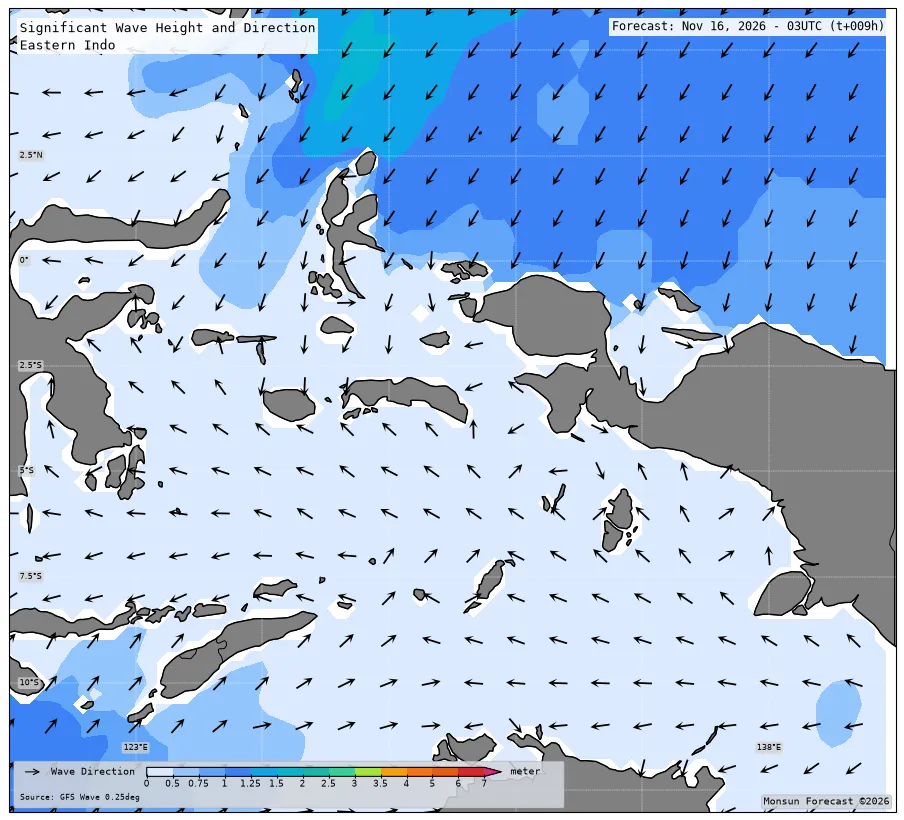 Significant Wave Height and Direction
Eastern Indo
Forecast: Nov 16, 2026 - 03UTC (t+009h)
2.5°N
0°
2.5°S
5°S
7.5°S
10°S
123°E
138°E
Wave Direction
meter
0 0.5 0.75 1 1.25 1.5 2 2.5 3 3.5 4 5 6 7
Source: GFS Wave 0.25deg
Monsun Forecast ©2026